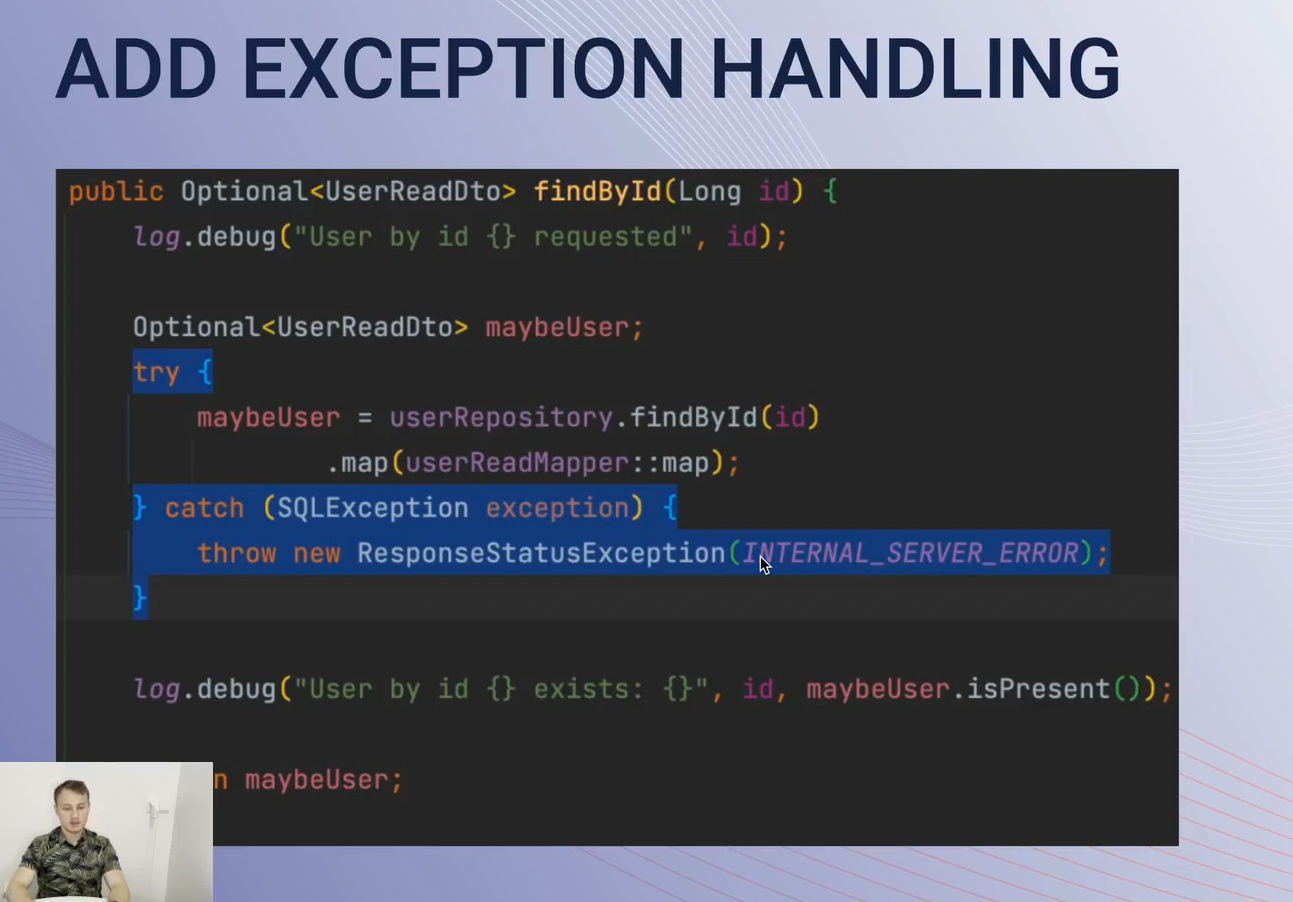 ADD EXCEPTION HANDLING
public Optional<UserReadDto> findById(Long id) {
log.debug("User by id {} requested", id);
Optional<UserReadDto> maybeUser;
try {
maybeUser = userRepository.findById(id)
.map(userReadMapper::map);
} catch (SQLException exception) {
throw new ResponseStatusException(INTERNAL_SERVER_ERROR);
}
log.debug("User by id {} exists: {}", id, maybeUser.isPresent());
n maybeUser;